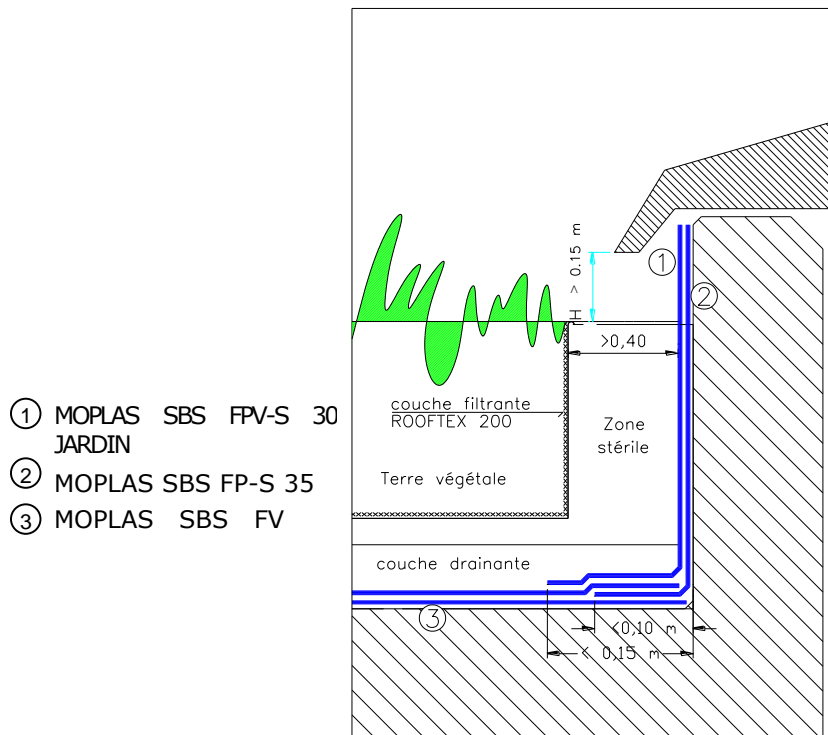 ① MOPLAS SBS FPV-S 30
JARDIN
② MOPLAS SBS FP-S 35
③ MOPLAS SBS FV
H > 0.15 m
1
2
>0,40
couche filtrante
ROOFTEX 200
Zone
stérile
Terre végétale
couche drainante
3
<0,10 m
< 0,15 m